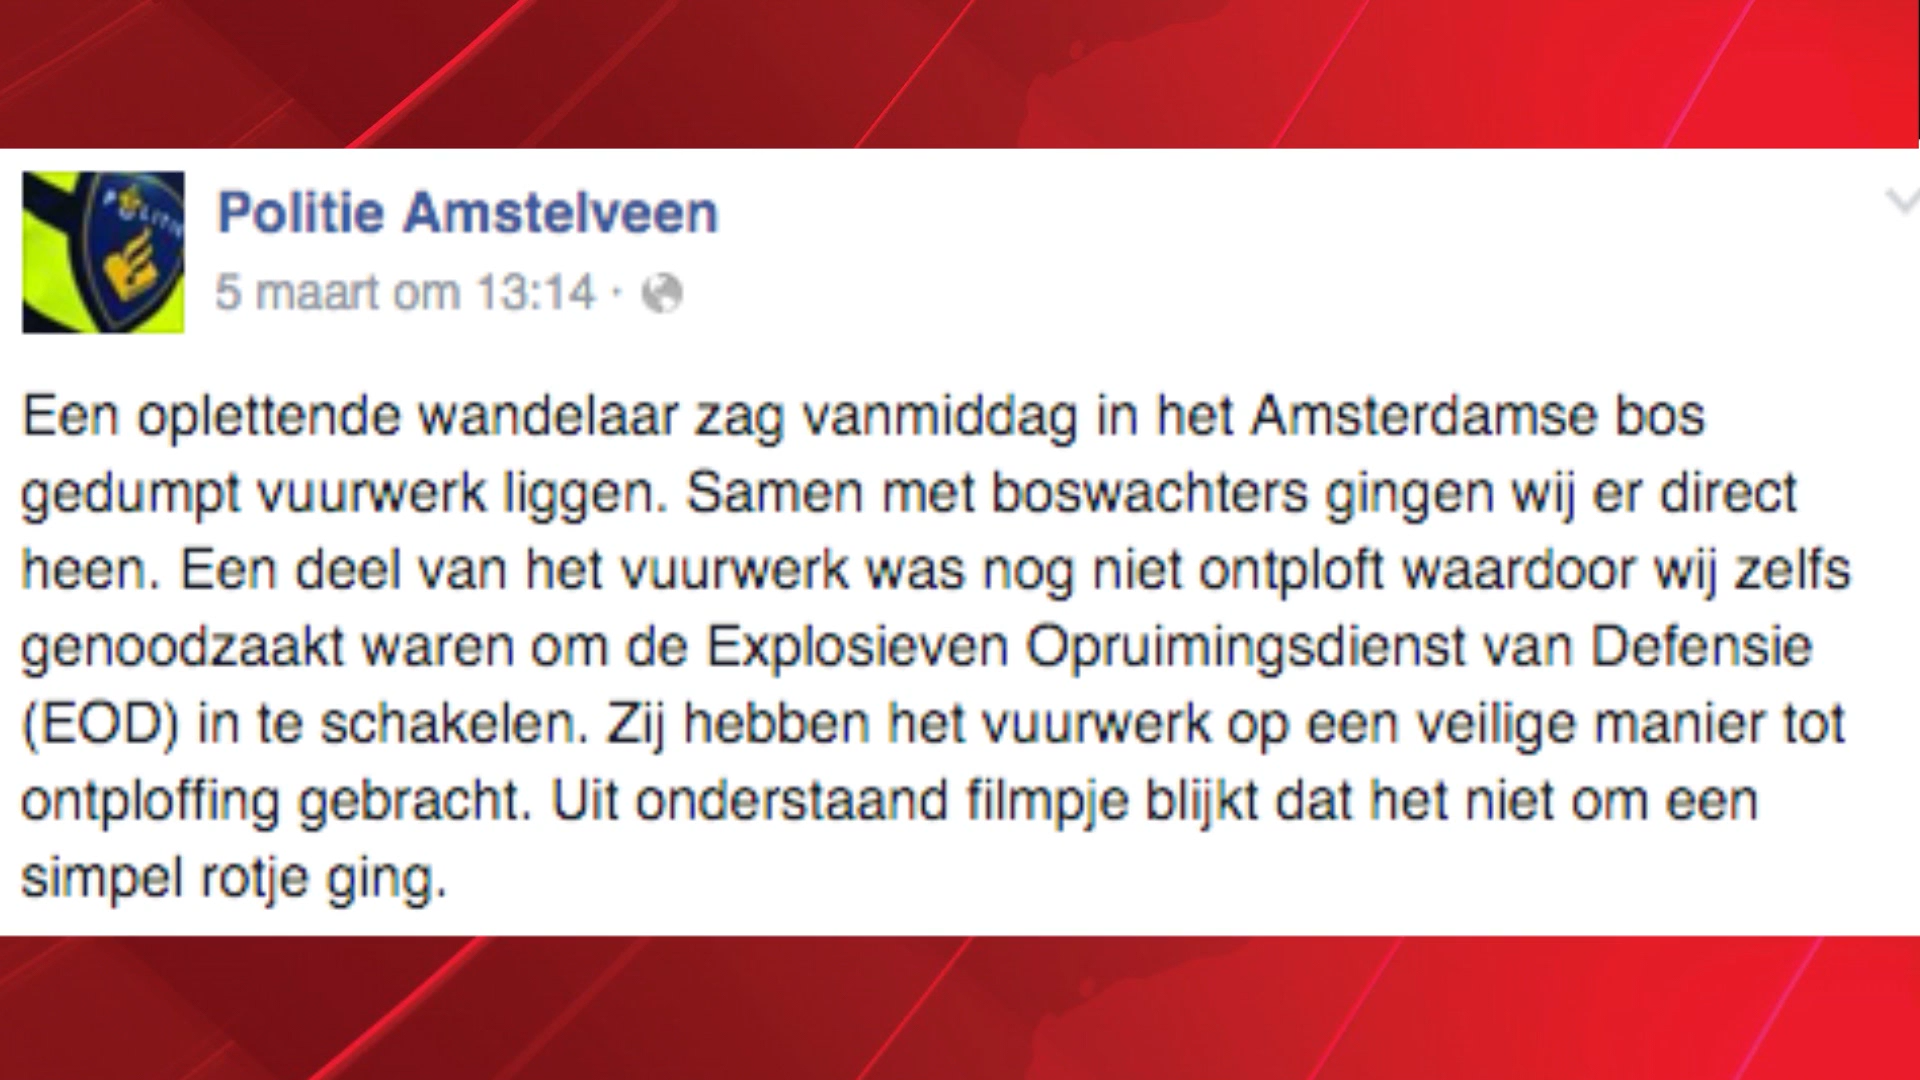 POLITIE
Politie Amstelveen
5 maart om 13:14 ·
Een oplettende wandelaar zag vanmiddag in het Amsterdamse bos
gedumpt vuurwerk liggen. Samen met boswachters gingen wij er direct
heen. Een deel van het vuurwerk was nog niet ontploft waardoor wij zelfs
genoodzaakt waren om de Explosieven Opruimingsdienst van Defensie
(EOD) in te schakelen. Zij hebben het vuurwerk op een veilige manier tot
ontploffing gebracht. Uit onderstaand filmpje blijkt dat het niet om een
simpel rotje ging.